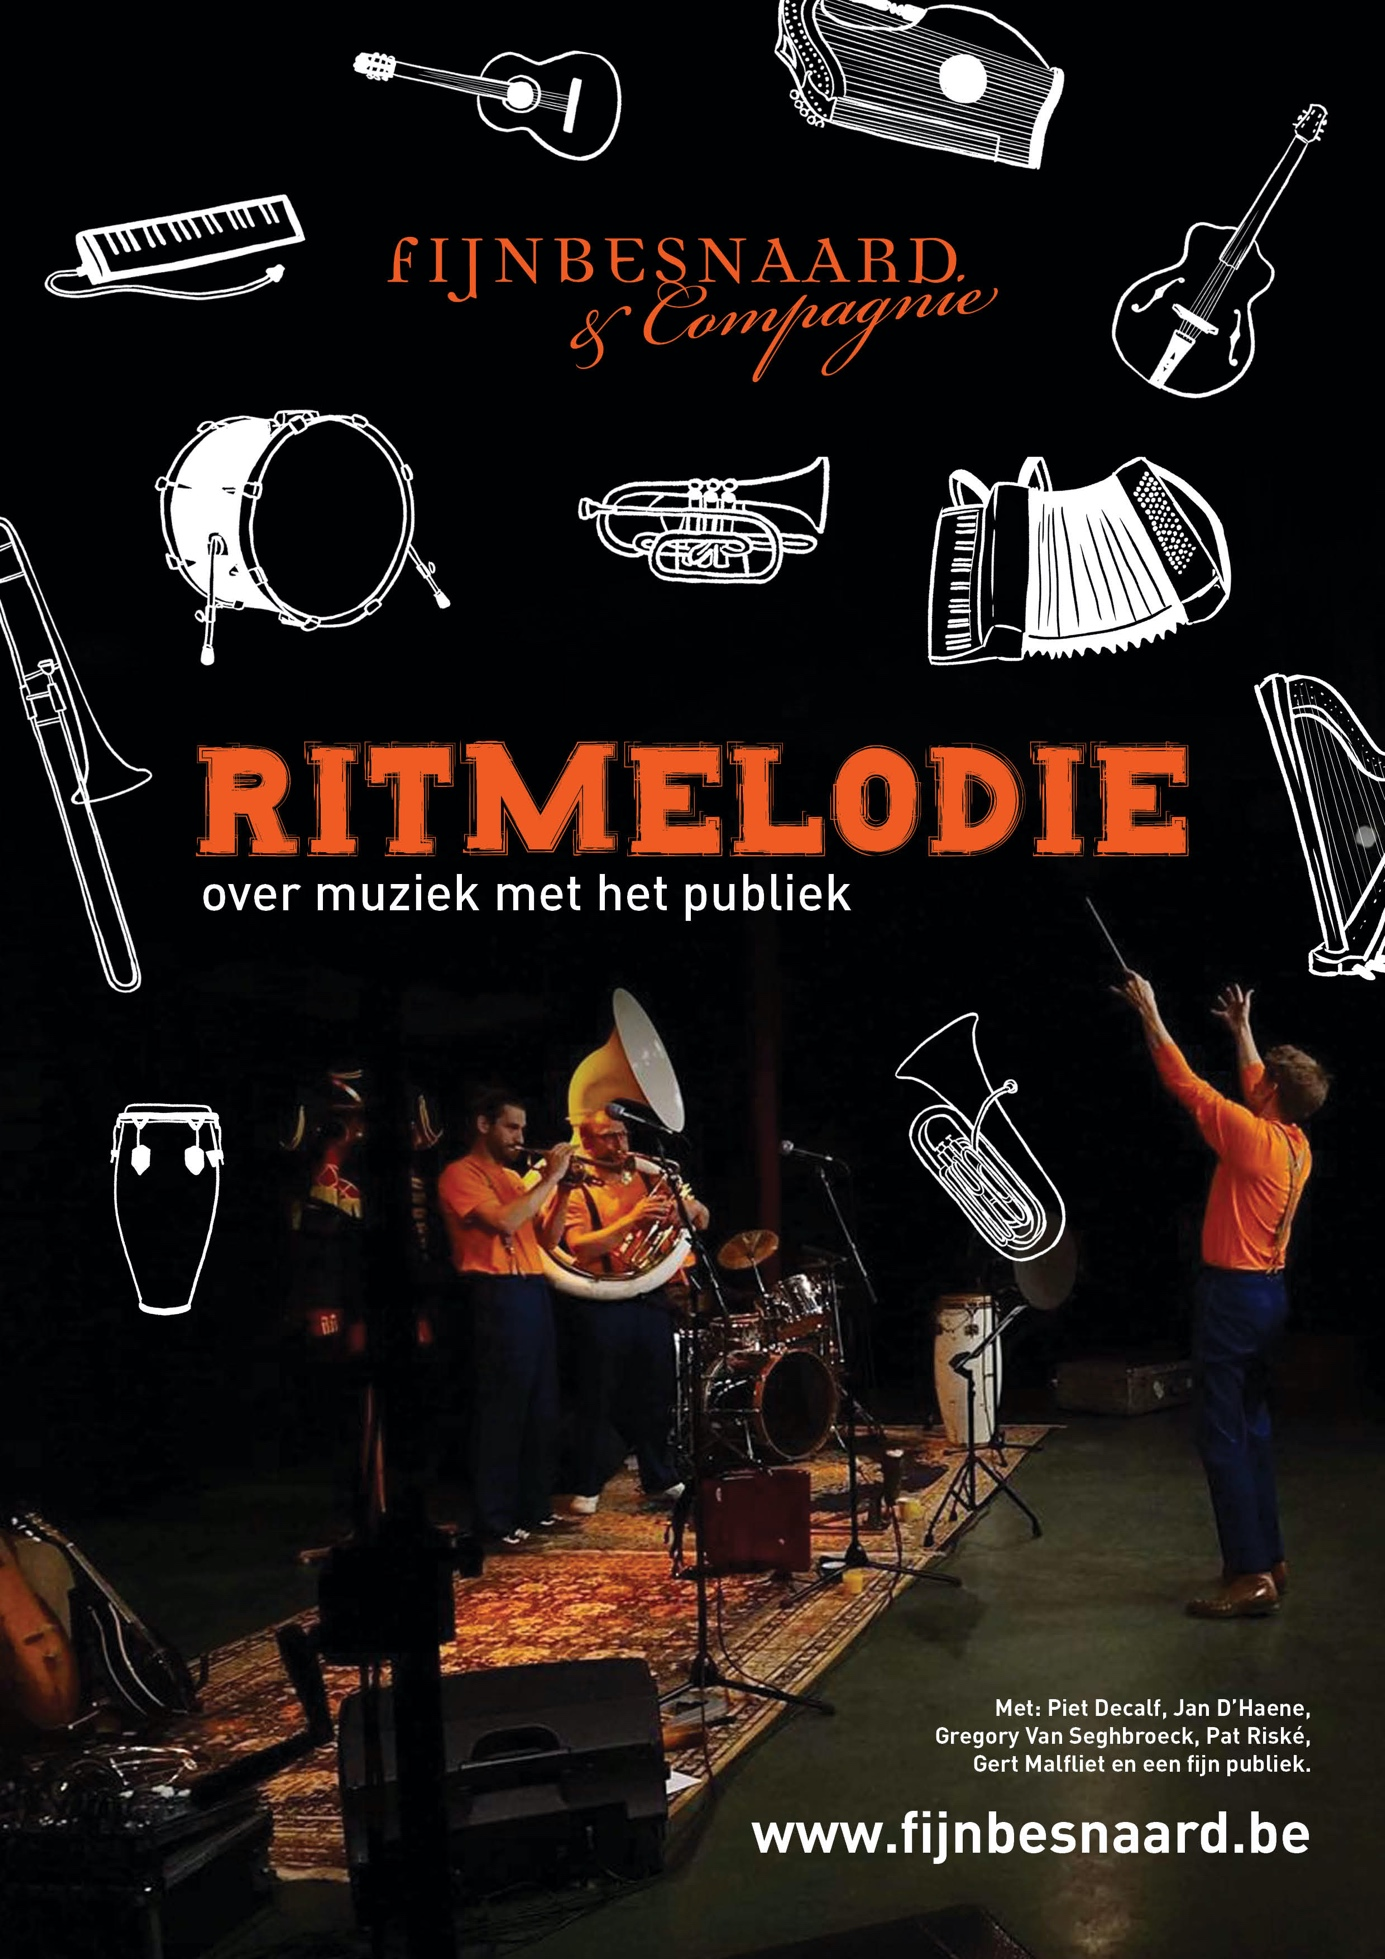 FIJNBESNAARD
& Compagnie
RITMELODIE
over muziek met het publiek
Met: Piet Decalf, Jan D'Haene,
Gregory Van Seghbroeck, Pat Riské,
Gert Malfliet en een fijn publiek.
www.fijnbesnaard.be